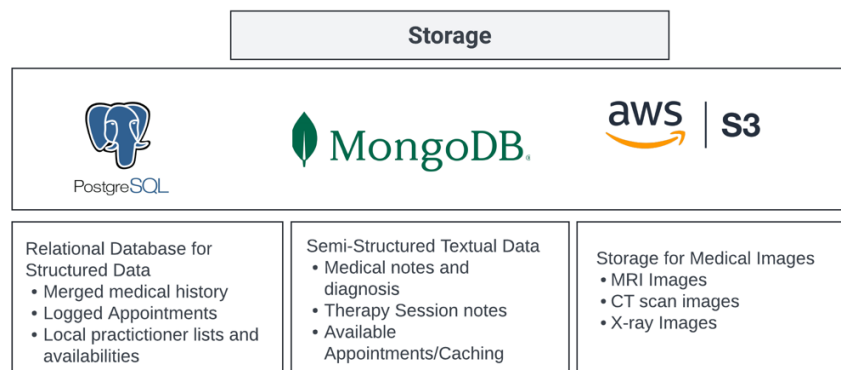 Storage
PostgreSQL
MongoDB®
aws | S3
Relational Database for
Structured Data
• Merged medical history
• Logged Appointments
• Local practictioner lists and
availabilities
Semi-Structured Textual Data
• Medical notes and
diagnosis
• Therapy Session notes
• Available
Appointments/Caching
Storage for Medical Images
• MRI Images
• CT scan images
• X-ray Images